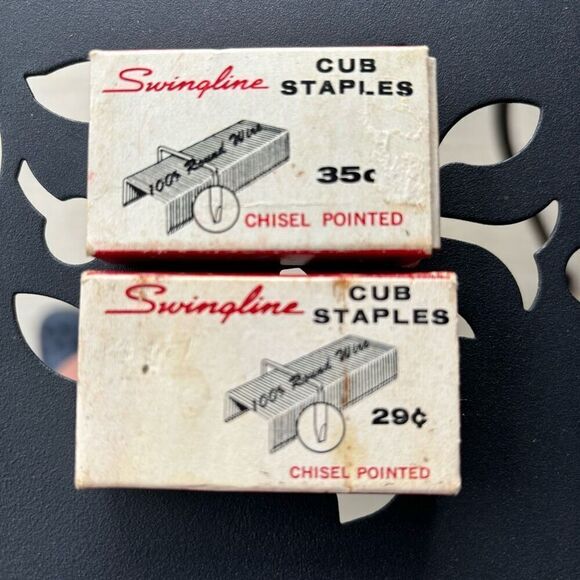 Swingline
CUB
STAPLES
100% Round Wire
35¢
CHISEL POINTED
Swingline
CUB
STAPLES
100% Round Wire
29¢
CHISEL POINTED